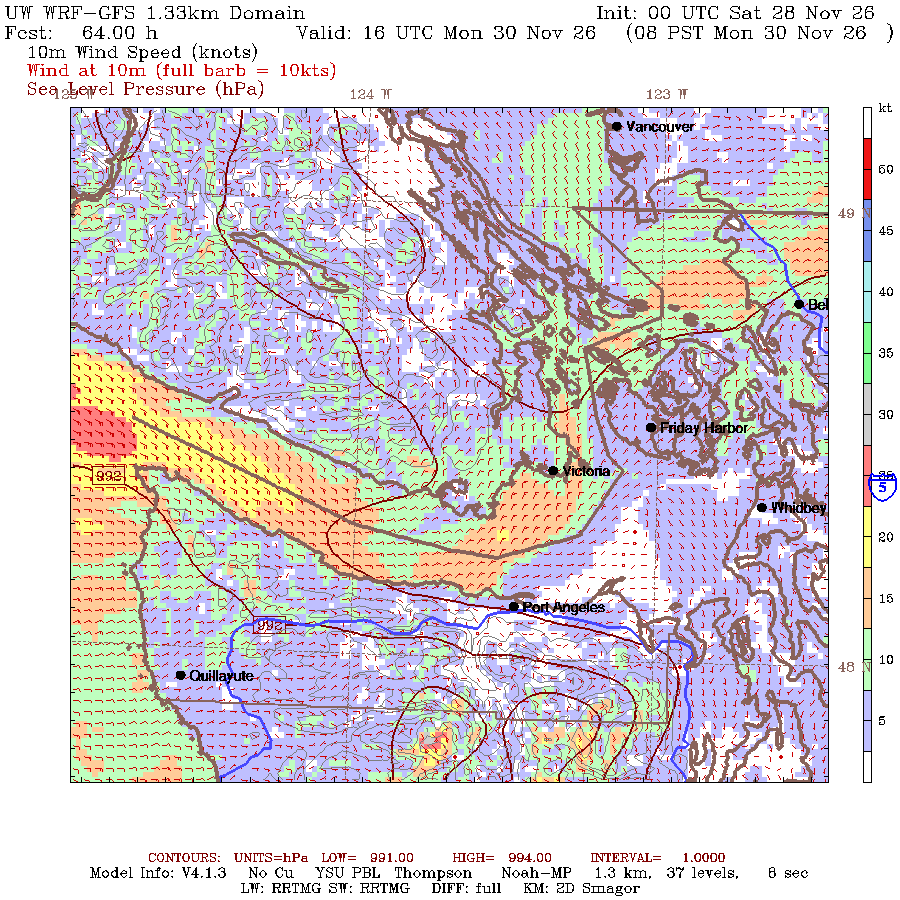 UW WRF-GFS 1.33km Domain Init: 00 UTC Sat 28 Nov 26
Fcst: 64.00 h Valid: 16 UTC Mon 30 Nov 26 (08 PST Mon 30 Nov 26 )
10m Wind Speed (knots)
Wind at 10m (full barb = 10kts)
Sea Level Pressure (hPa)
125 W 124 W 123 W
kt
Vancouver
60
49 N
45
40
Bel
35
30
Friday Harbor
Victoria
992
25
5
Whidbey
20
Port Angeles
15
992
10
48 N
Quillayute
5
CONTOURS: UNITS=hPa LOW= 991.00 HIGH= 994.00 INTERVAL= 1.0000
Model Info: V4.1.3 No Cu YSU PBL Thompson Noah-MP 1.3 km, 37 levels, 8 sec
LW: RRTMG SW: RRTMG DIFF: full KM: 2D Smagor